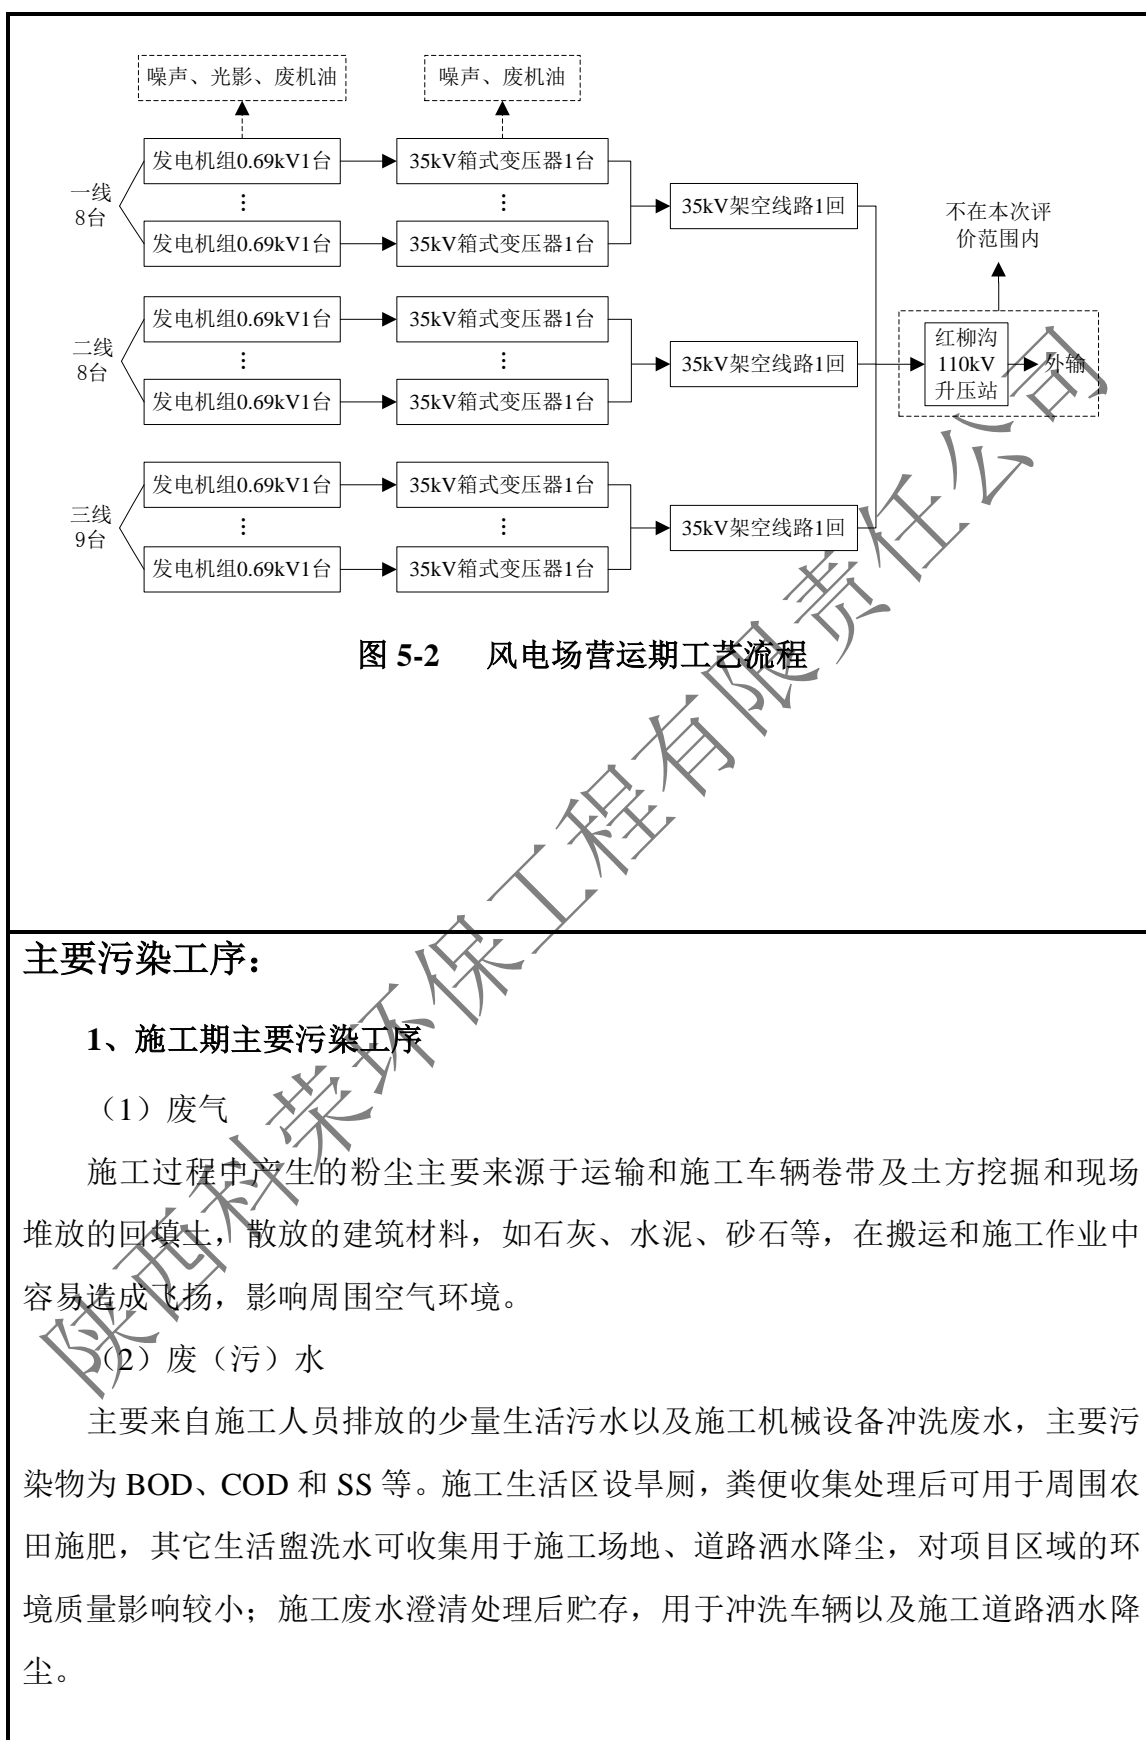 噪声、光影、废机油
噪声、废机油
一线
8台
发电机组0.69kV1台
35kV箱式变压器1台
⋮
⋮
发电机组0.69kV1台
35kV箱式变压器1台
35kV架空线路1回
二线
8台
发电机组0.69kV1台
35kV箱式变压器1台
⋮
⋮
发电机组0.69kV1台
35kV箱式变压器1台
35kV架空线路1回
三线
9台
发电机组0.69kV1台
35kV箱式变压器1台
⋮
⋮
发电机组0.69kV1台
35kV箱式变压器1台
35kV架空线路1回
不在本次评
价范围内
红柳沟
110kV
升压站
外输
图 5-2 风电场营运期工艺流程
主要污染工序：
1、施工期主要污染工序
（1）废气
施工过程中产生的粉尘主要来源于运输和施工车辆卷带及土方挖掘和现场
堆放的回填土，散放的建筑材料，如石灰、水泥、砂石等，在搬运和施工作业中
容易造成飞扬，影响周围空气环境。
（2）废（污）水
主要来自施工人员排放的少量生活污水以及施工机械设备冲洗废水，主要污
染物为 BOD、COD 和 SS 等。施工生活区设旱厕，粪便收集处理后可用于周围农
田施肥，其它生活盥洗水可收集用于施工场地、道路洒水降尘，对项目区域的环
境质量影响较小；施工废水澄清处理后贮存，用于冲洗车辆以及施工道路洒水降
尘。
陕西科荣环保工程有限责任公司